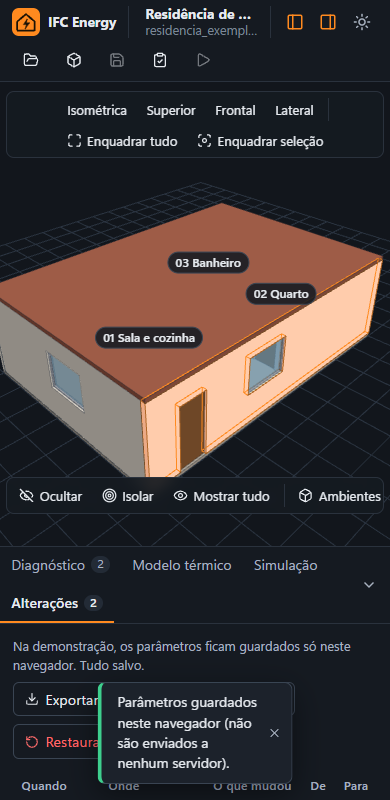 IFC Energy
Residência de ...
residencia_exempl...
Isométrica Superior Frontal Lateral
Enquadrar tudo Enquadrar seleção
03 Banheiro
02 Quarto
01 Sala e cozinha
Ocultar Isolar Mostrar tudo Ambientes
Diagnóstico 2 Modelo térmico Simulação
Alterações 2
Na demonstração, os parâmetros ficam guardados só neste
navegador. Tudo salvo.
Exportar
Restaura
Parâmetros guardados
neste navegador (não
são enviados a
nenhum servidor).
Quando Onde O que mudou De Para